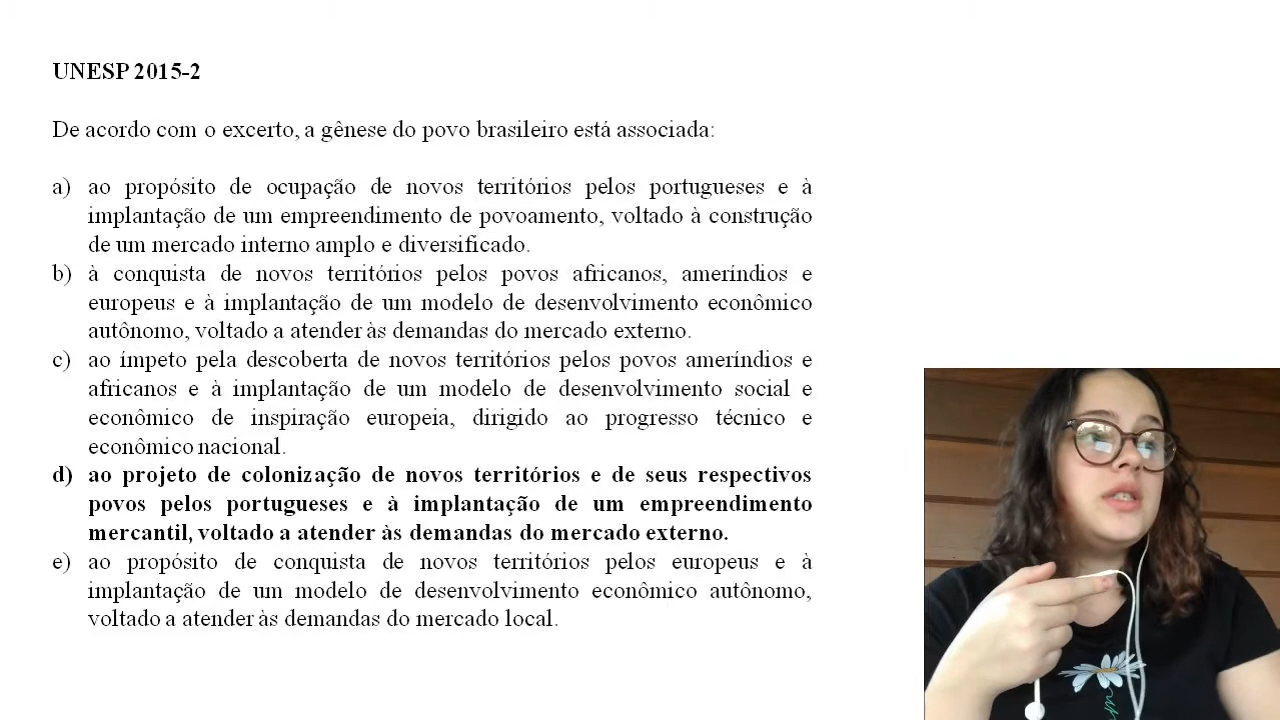 UNESP 2015-2
De acordo com o excerto, a gênese do povo brasileiro está associada:
a) ao propósito de ocupação de novos territórios pelos portugueses e à
implantação de um empreendimento de povoamento, voltado à construção
de um mercado interno amplo e diversificado.
b) à conquista de novos territórios pelos povos africanos, ameríndios e
europeus e à implantação de um modelo de desenvolvimento econômico
autônomo, voltado a atender às demandas do mercado externo.
c) ao ímpeto pela descoberta de novos territórios pelos povos ameríndios e
africanos e à implantação de um modelo de desenvolvimento social e
econômico de inspiração europeia, dirigido ao progresso técnico e
econômico nacional.
d) ao projeto de colonização de novos territórios e de seus respectivos
povos pelos portugueses e à implantação de um empreendimento
mercantil, voltado a atender às demandas do mercado externo.
e) ao propósito de conquista de novos territórios pelos europeus e à
implantação de um modelo de desenvolvimento econômico autônomo,
voltado a atender às demandas do mercado local.